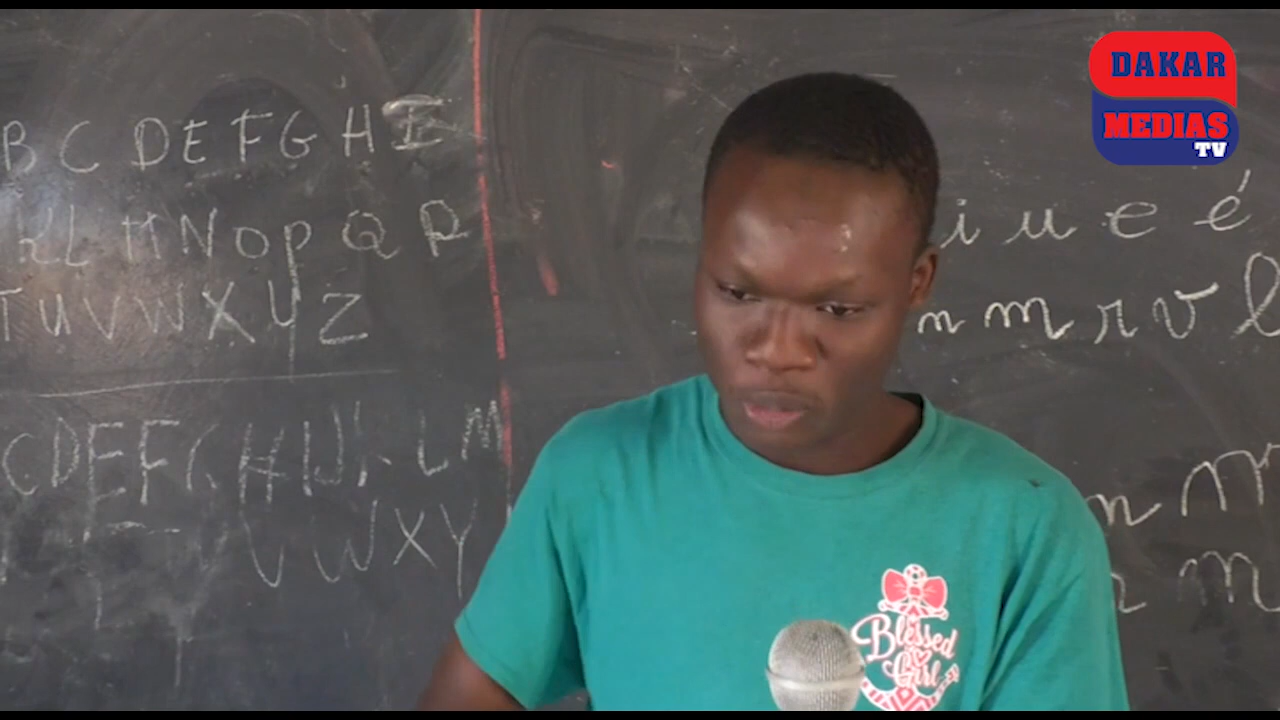 DAKAR
MEDIAS
TV
B C D E F G H I
K L M N O P Q R
T U V W X Y Z
C D E F G H I J K L M
V W X Y
i u e é
n m r v l
n m
n m
Blessed
Girl